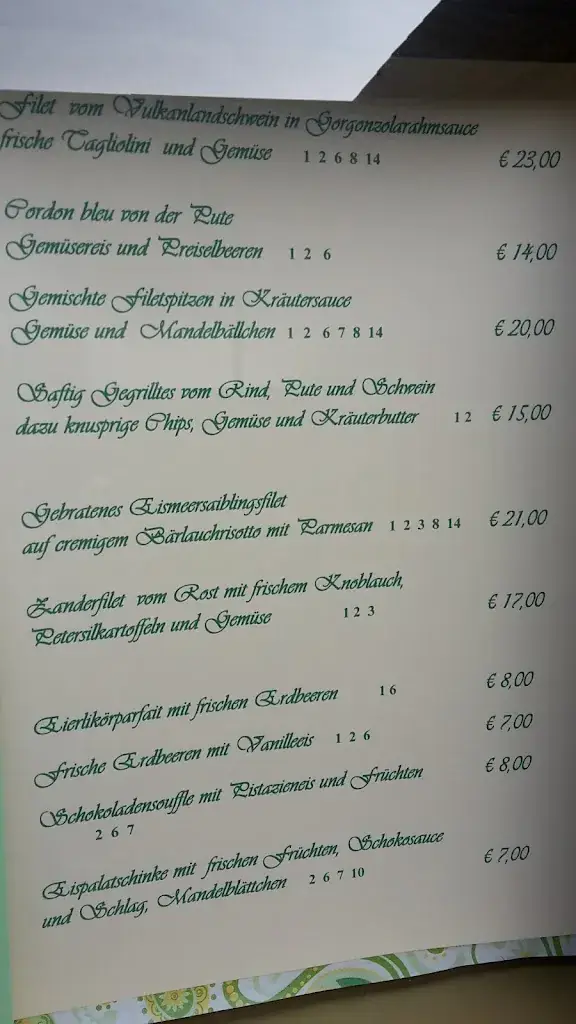 Filet vom Vulkanlandschwein in Gorgonzolarahmsauce
frische Tagliolini und Gemüse 1 2 6 8 14 € 23,00
Cordon bleu von der Pute
Gemüsereis und Preiselbeeren 1 2 6 € 14,00
Gemischte Filetspitzen in Kräutersauce
Gemüse und Mandelbällchen 1 2 6 7 8 14 € 20,00
Saftig Gegrilltes vom Rind, Pute und Schwein
dazu knusprige Chips, Gemüse und Kräuterbutter 1 2 € 15,00
Gebratenes Eismeersaiblingsfilet
auf cremigem Bärlauchrisotto mit Parmesan 1 2 3 8 14 € 21,00
Zanderfilet vom Rost mit frischem Knoblauch,
Petersilkartoffeln und Gemüse 1 2 3 € 17,00
Eierlikörparfait mit frischen Erdbeeren 1 6 € 8,00
Frische Erdbeeren mit Vanilleeis 1 2 6 € 7,00
Schokoladensouffle mit Pistazieneis und Früchten € 8,00
2 6 7
Eispalatschinke mit frischen Früchten, Schokosauce € 7,00
und Schlag, Mandelblättchen 2 6 7 10